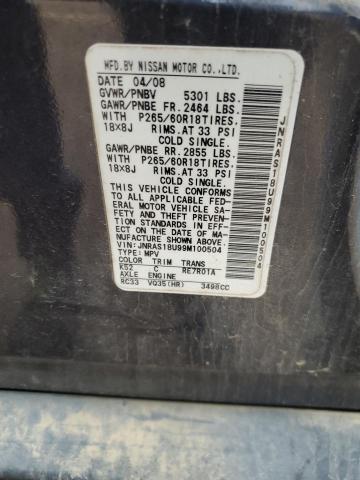 MFD.BY NISSAN MOTOR CO.,LTD.
DATE 04/08
GVWR/PNBV 5301 LBS.
GAWR/PNBE FR. 2464 LBS.
WITH P265/60R18TIRES,
18X8J RIMS.AT 33 PSI
COLD SINGLE.
GAWR/PNBE RR. 2855 LBS.
WITH P265/60R18TIRES,
18X8J RIMS.AT 33 PSI
COLD SINGLE.
THIS VEHICLE CONFORMS
TO ALL APPLICABLE FED-
ERAL MOTOR VEHICLE SA-
FETY AND THEFT PREVEN-
TION STANDARDS IN EFF-
ECT ON THE DATE OF MA-
NUFACTURE SHOWN ABOVE.
VIN:JNRAS18U99M100504
TYPE:MPV
COLOR TRIM TRANS
K52 C RE7R01A
AXLE ENGINE
RC33 VQ35(HR) 3498CC
JNRAS18U99M100504